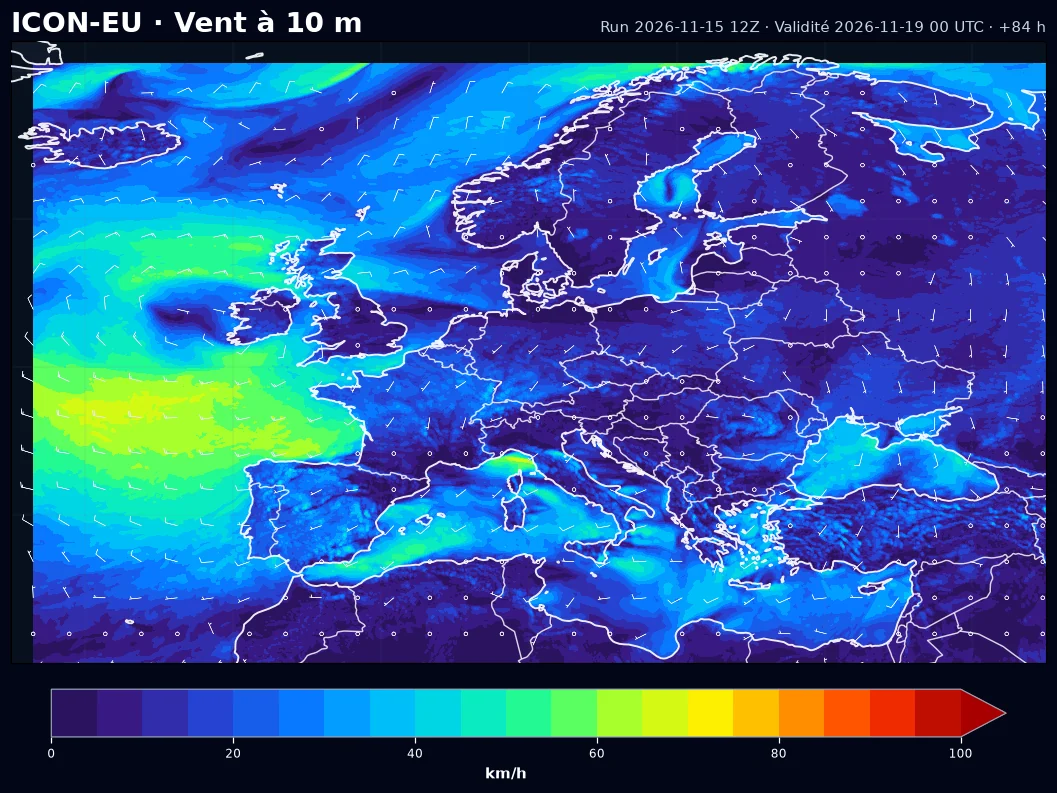 ICON-EU · Vent à 10 m
Run 2026-11-15 12Z · Validité 2026-11-19 00 UTC · +84 h
0 20 40 60 80 100
km/h